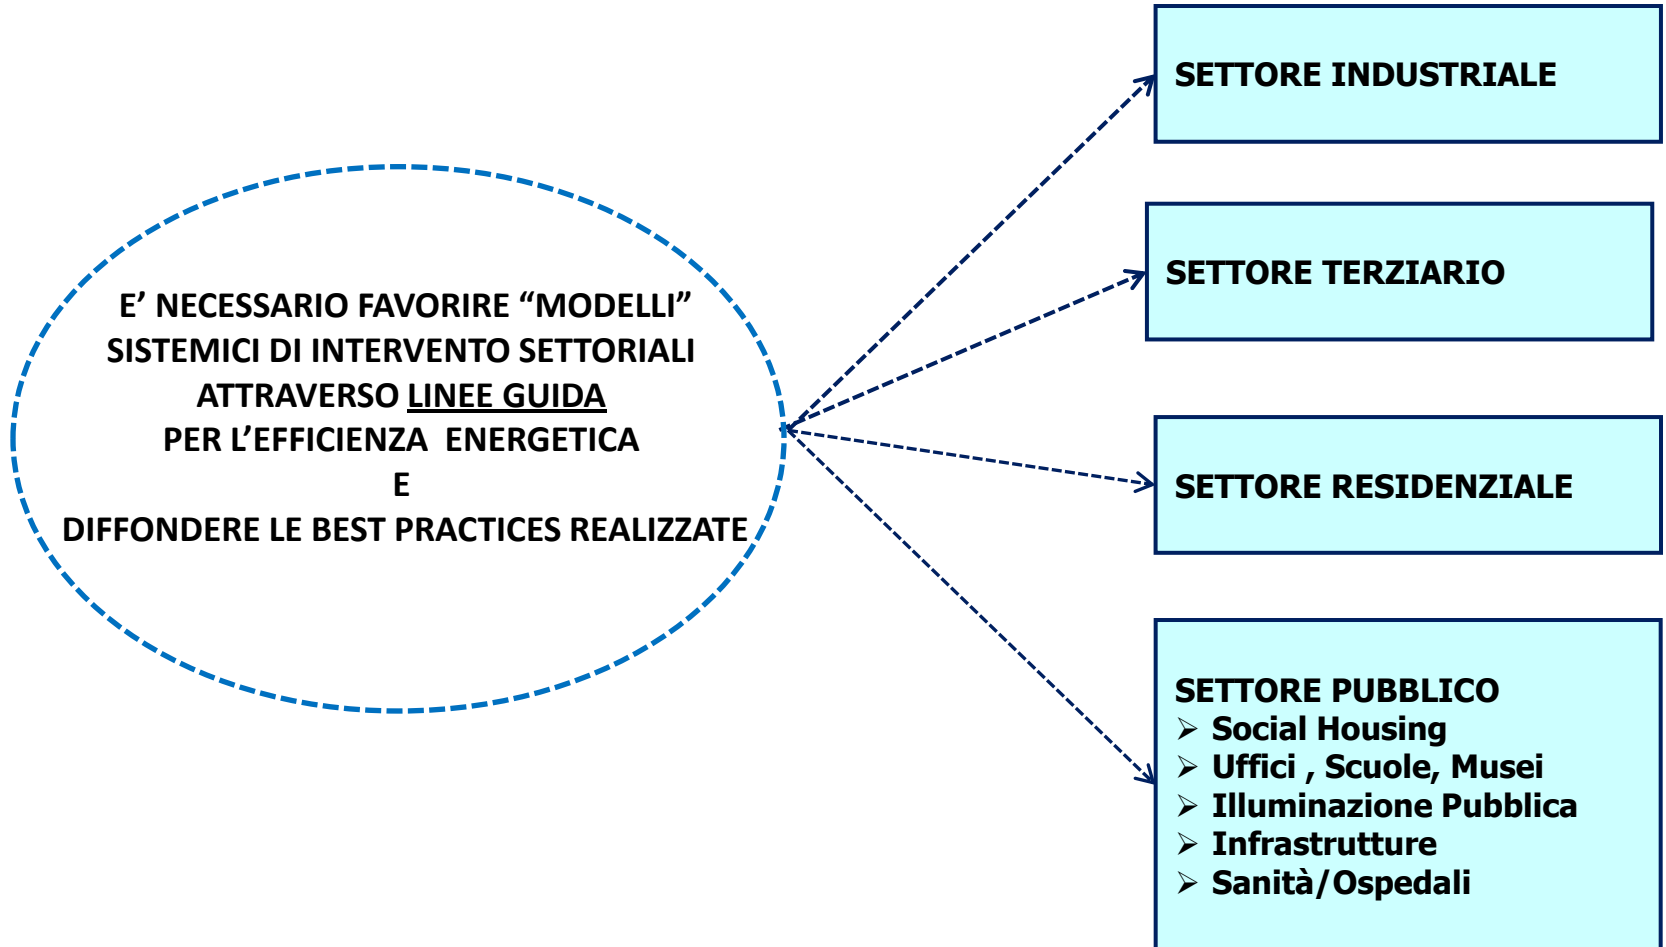 E’ NECESSARIO FAVORIRE “MODELLI”
SISTEMICI DI INTERVENTO SETTORIALI
ATTRAVERSO LINEE GUIDA
PER L’EFFICIENZA ENERGETICA
E
DIFFONDERE LE BEST PRACTICES REALIZZATE
SETTORE INDUSTRIALE
SETTORE TERZIARIO
SETTORE RESIDENZIALE
SETTORE PUBBLICO
➢ Social Housing
➢ Uffici , Scuole, Musei
➢ Illuminazione Pubblica
➢ Infrastrutture
➢ Sanità/Ospedali